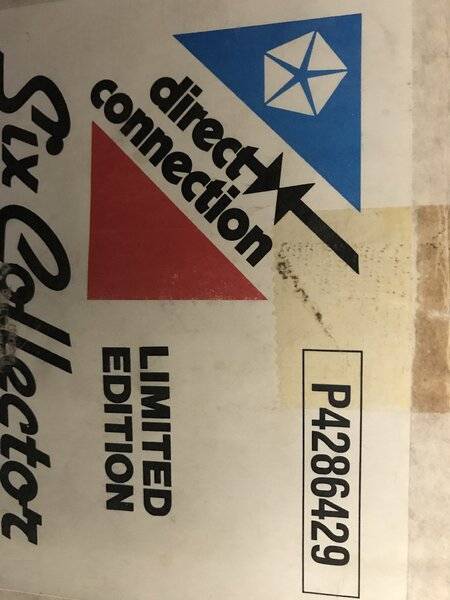 direct
connection
P4286429
LIMITED
EDITION
Six Collector